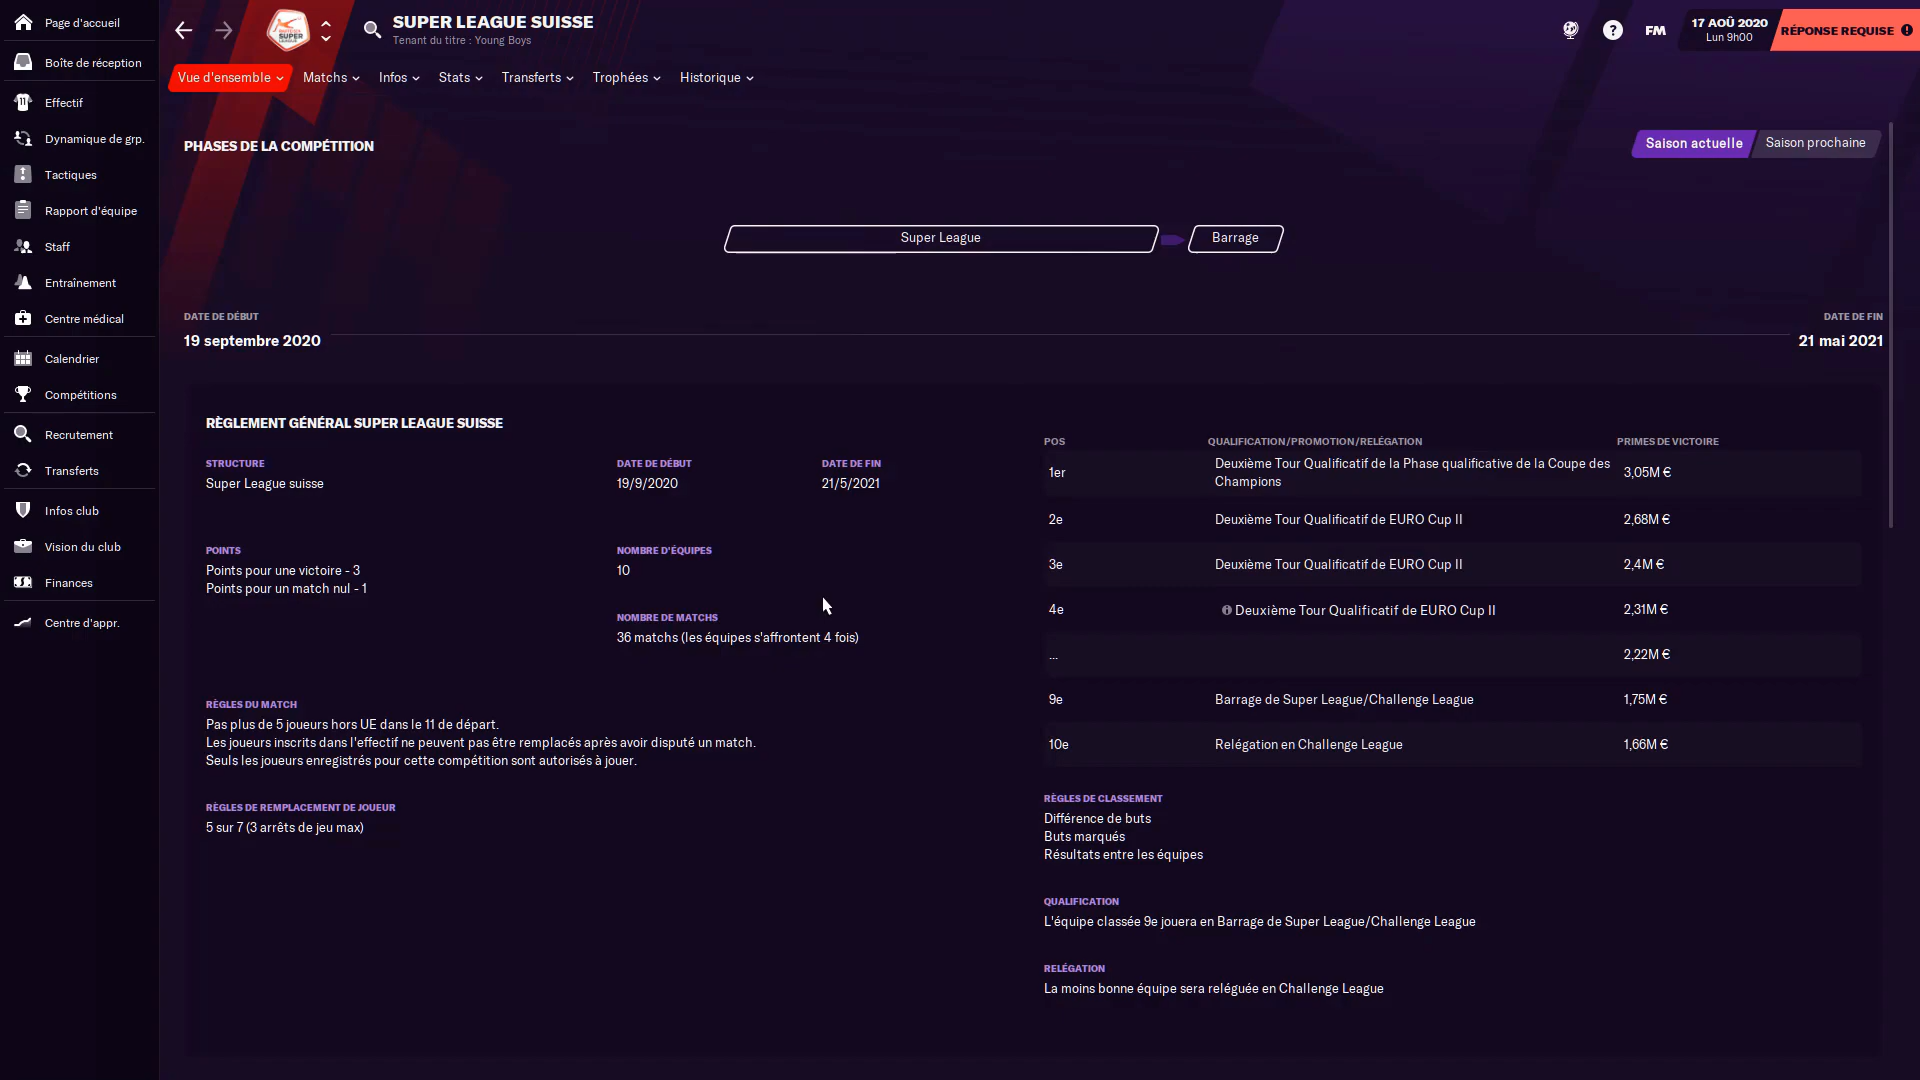 Page d'accueil
Boîte de réception
Effectif
Dynamique de grp.
Tactiques
Rapport d'équipe
Staff
Entraînement
Centre médical
Calendrier
Compétitions
Recrutement
Transferts
Infos club
Vision du club
Finances
Centre d'appr.
SUPER LEAGUE SUISSE
Tenant du titre : Young Boys
FM
17 AOÛ 2020
Lun 9h00
RÉPONSE REQUISE
Vue d'ensemble
Matchs
Infos
Stats
Transferts
Trophées
Historique
PHASES DE LA COMPÉTITION
Saison actuelle
Saison prochaine
Super League
Barrage
DATE DE DÉBUT
19 septembre 2020
DATE DE FIN
21 mai 2021
RÈGLEMENT GÉNÉRAL SUPER LEAGUE SUISSE
STRUCTURE
Super League suisse
DATE DE DÉBUT
19/9/2020
DATE DE FIN
21/5/2021
POINTS
Points pour une victoire - 3
Points pour un match nul - 1
NOMBRE D'ÉQUIPES
10
NOMBRE DE MATCHS
36 matchs (les équipes s'affrontent 4 fois)
RÈGLES DU MATCH
Pas plus de 5 joueurs hors UE dans le 11 de départ.
Les joueurs inscrits dans l'effectif ne peuvent pas être remplacés après avoir disputé un match.
Seuls les joueurs enregistrés pour cette compétition sont autorisés à jouer.
RÈGLES DE REMPLACEMENT DE JOUEUR
5 sur 7 (3 arrêts de jeu max)
POS QUALIFICATION/PROMOTION/RELÉGATION PRIMES DE VICTOIRE
1er Deuxième Tour Qualificatif de la Phase qualificative de la Coupe des 3,05M €
Champions
2e Deuxième Tour Qualificatif de EURO Cup II 2,68M €
3e Deuxième Tour Qualificatif de EURO Cup II 2,4M €
4e Deuxième Tour Qualificatif de EURO Cup II 2,31M €
... 2,22M €
9e Barrage de Super League/Challenge League 1,75M €
10e Relégation en Challenge League 1,66M €
RÈGLES DE CLASSEMENT
Différence de buts
Buts marqués
Résultats entre les équipes
QUALIFICATION
L'équipe classée 9e jouera en Barrage de Super League/Challenge League
RELÉGATION
La moins bonne équipe sera reléguée en Challenge League